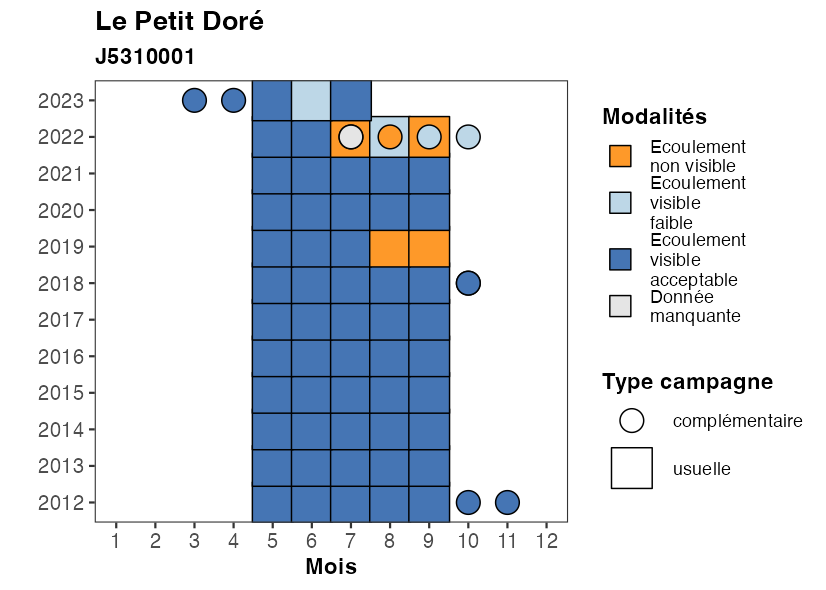 Le Petit Doré
J5310001
2023
2022
2021
2020
2019
2018
2017
2016
2015
2014
2013
2012
1 2 3 4 5 6 7 8 9 10 11 12
Mois
Modalités
Ecoulement
non visible
Ecoulement
visible
faible
Ecoulement
visible
acceptable
Donnée
manquante
Type campagne
complémentaire
usuelle